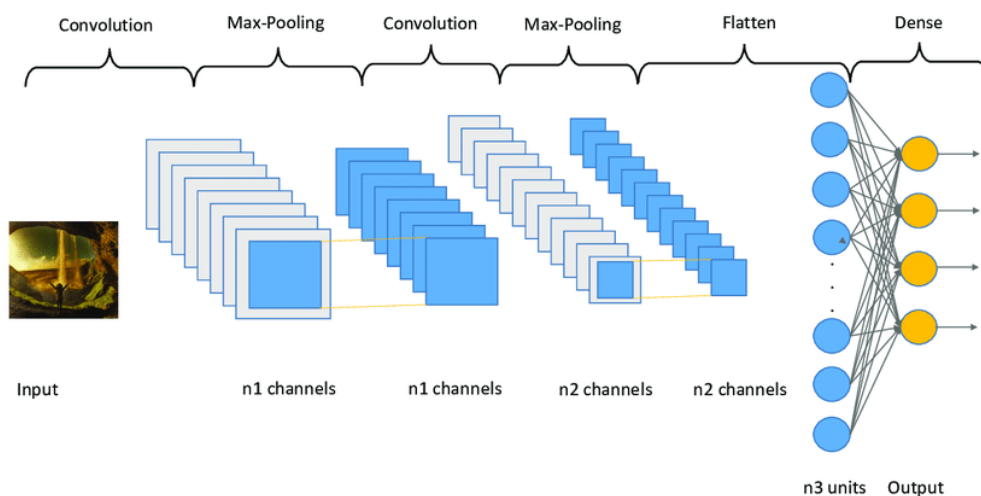 Convolution Max-Pooling Convolution Max-Pooling Flatten Dense
Input n1 channels n1 channels n2 channels n2 channels
n3 units Output